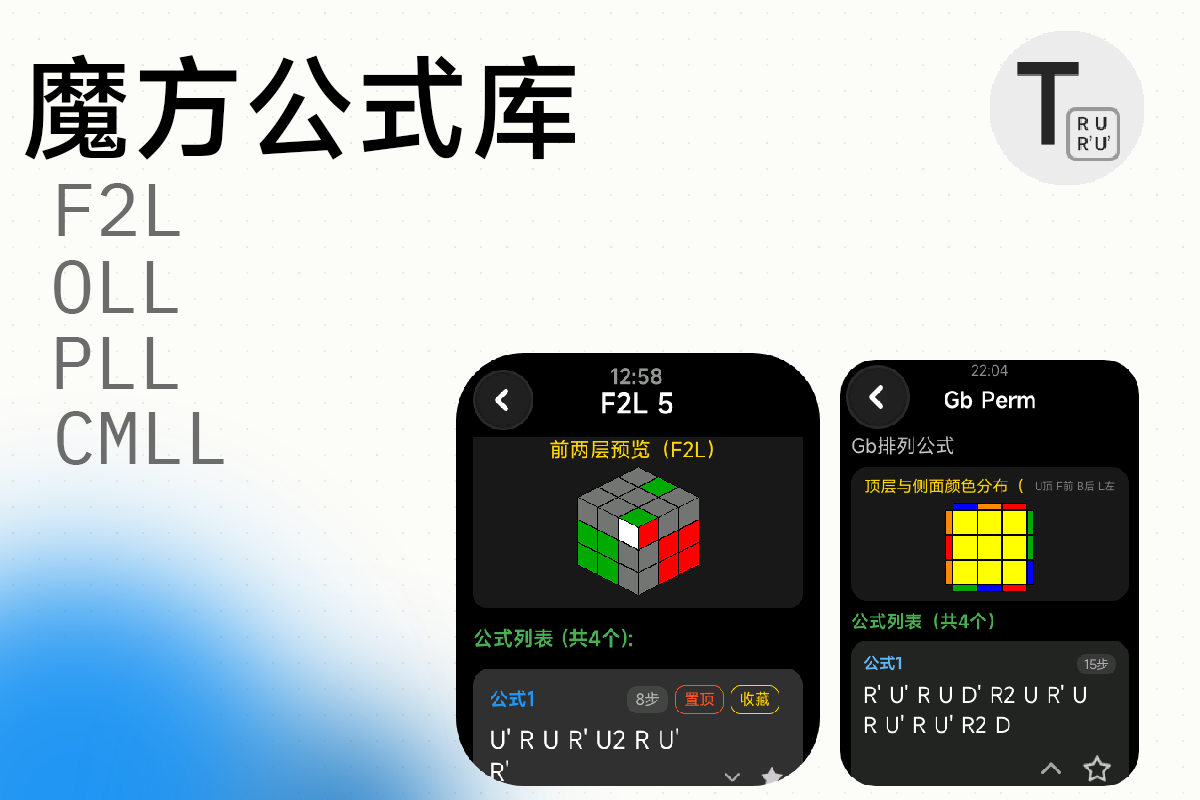 魔方公式库
T
R U
R' U'
F2L
OLL
PLL
CMLL
12:58
F2L 5
前两层预览（F2L）
公式列表 (共4个):
公式1
8步
置顶
收藏
U' R U R' U2 R U'
R'
22:04
Gb Perm
Gb排列公式
顶层与侧面颜色分布（
U顶 F前 B后 L左
公式列表（共4个）
公式1
15步
R' U' R U D' R2 U R' U
R U' R U' R2 D